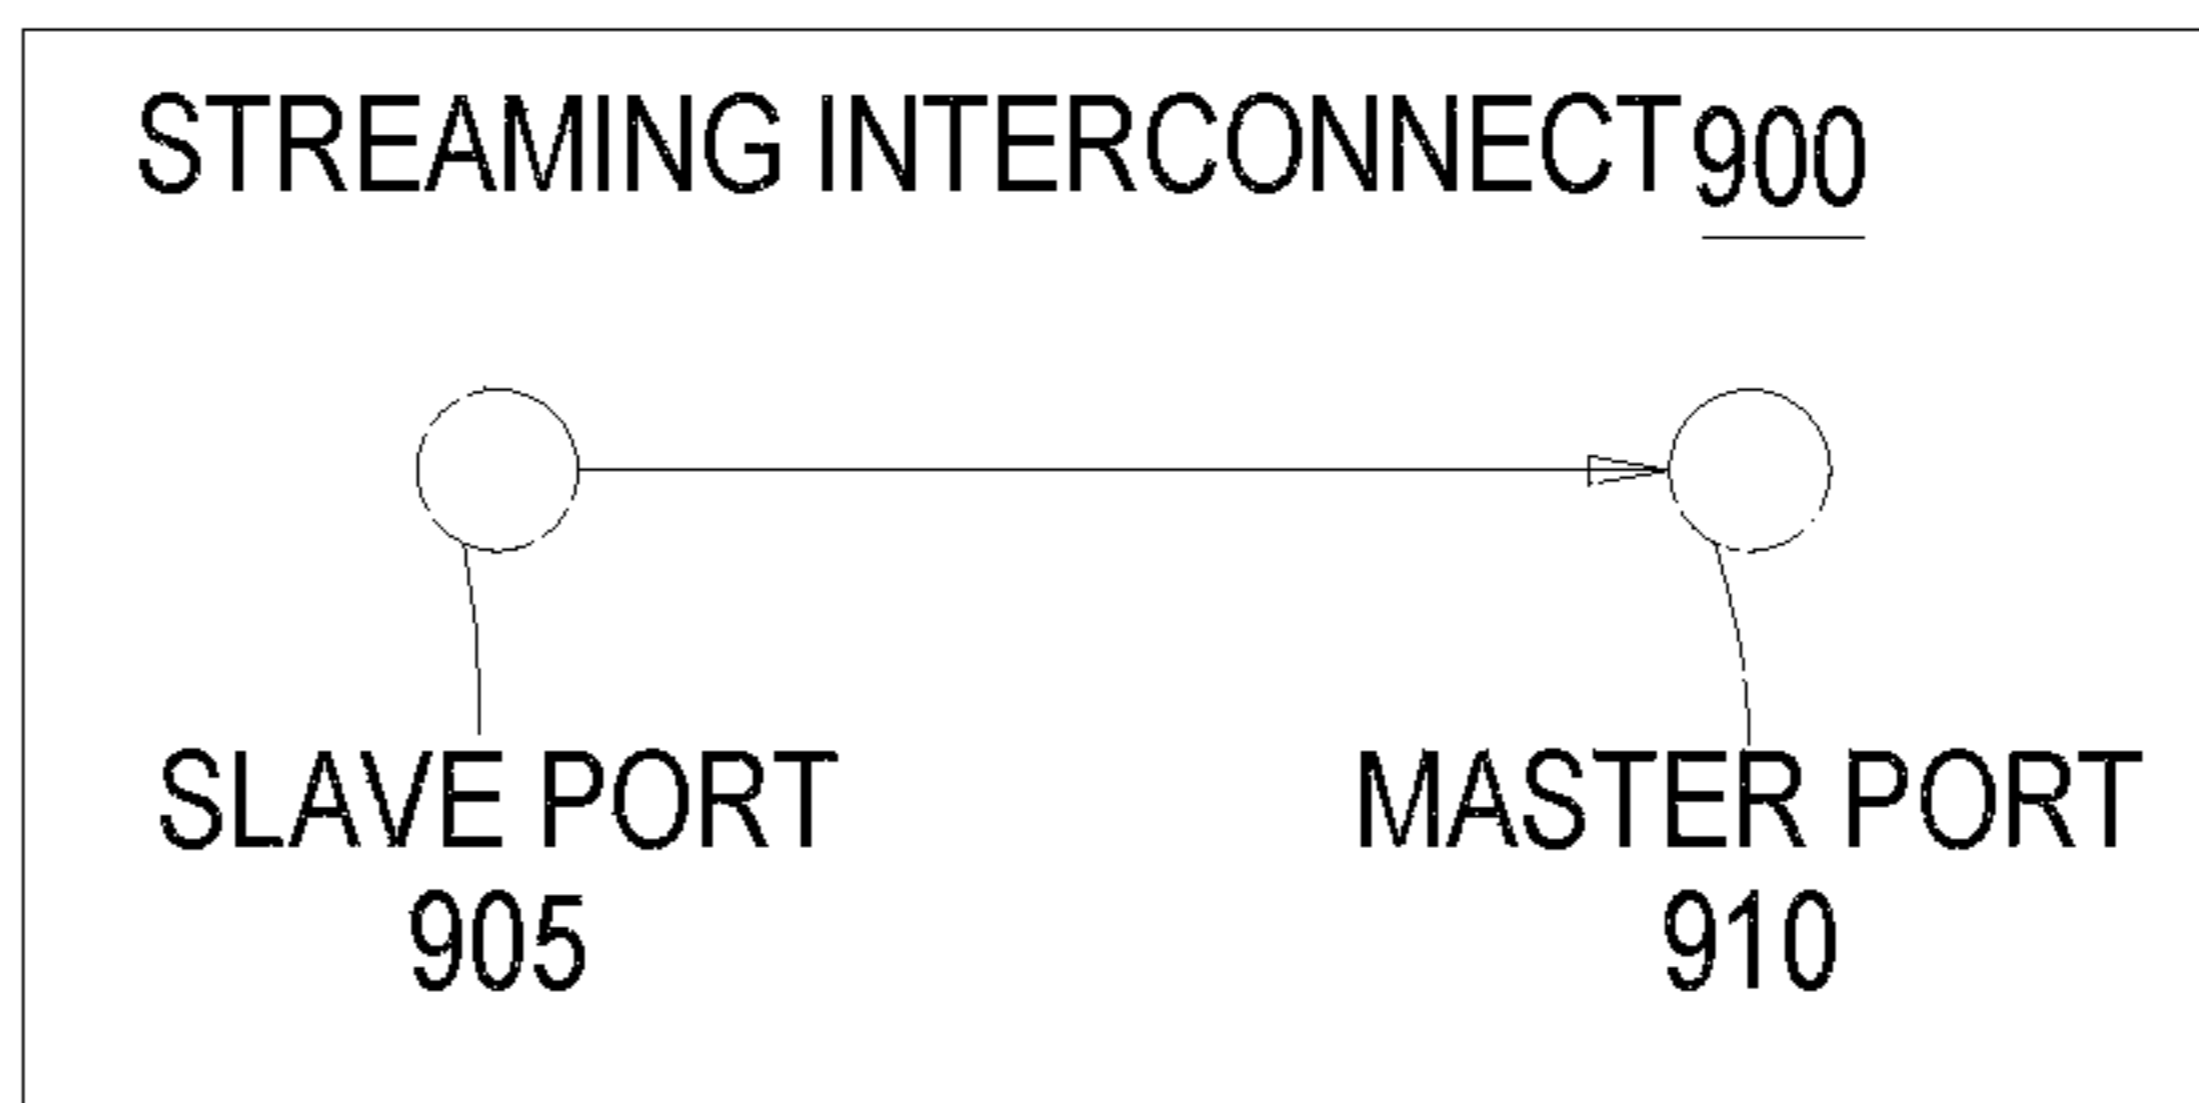 STREAMING INTERCONNECT 900
SLAVE PORT MASTER PORT
905 910